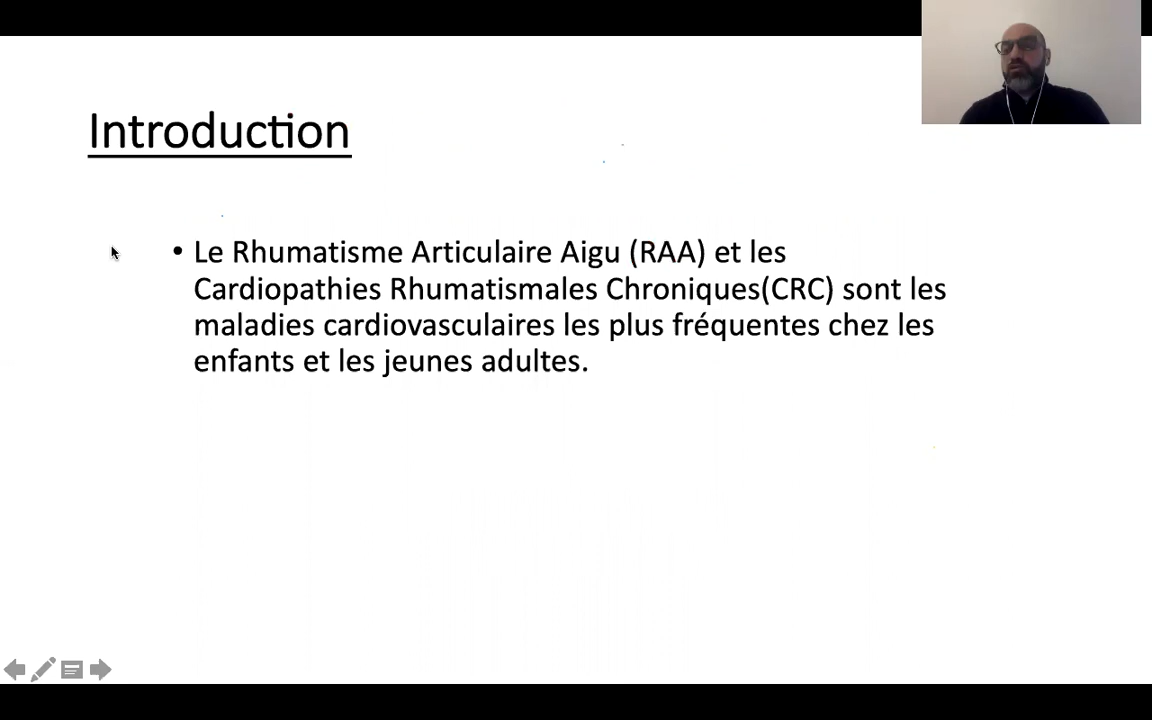 Introduction
• Le Rhumatisme Articulaire Aigu (RAA) et les
Cardiopathies Rhumatismales Chroniques(CRC) sont les
maladies cardiovasculaires les plus fréquentes chez les
enfants et les jeunes adultes.